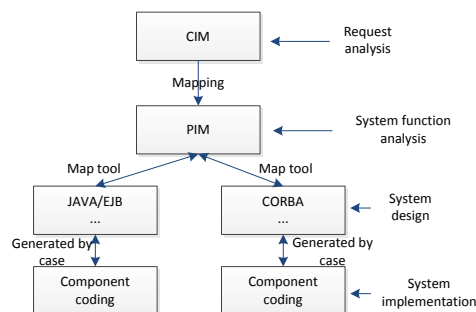 CIM
Request
analysis
Mapping
PIM
System function
analysis
Map tool
Map tool
JAVA/EJB
...
CORBA
...
System
design
Generated by
case
Generated by
case
Component
coding
Component
coding
System
implementation